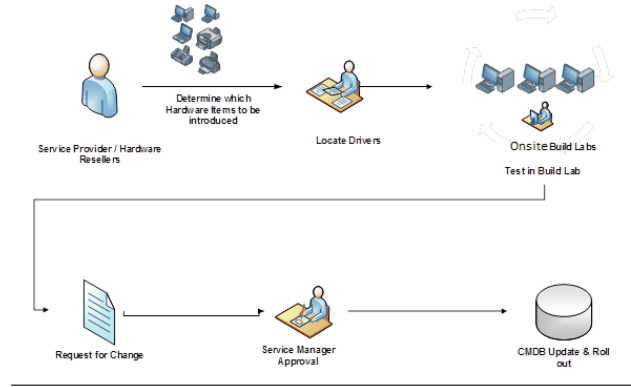 Determine which
Hardware Items to be
introduced
Service Provider / Hardware
Resellers
Locate Drivers
Onsite Build Labs
Test in Build Lab
Request for Change
Service Manager
Approval
CMDB Update & Roll
out